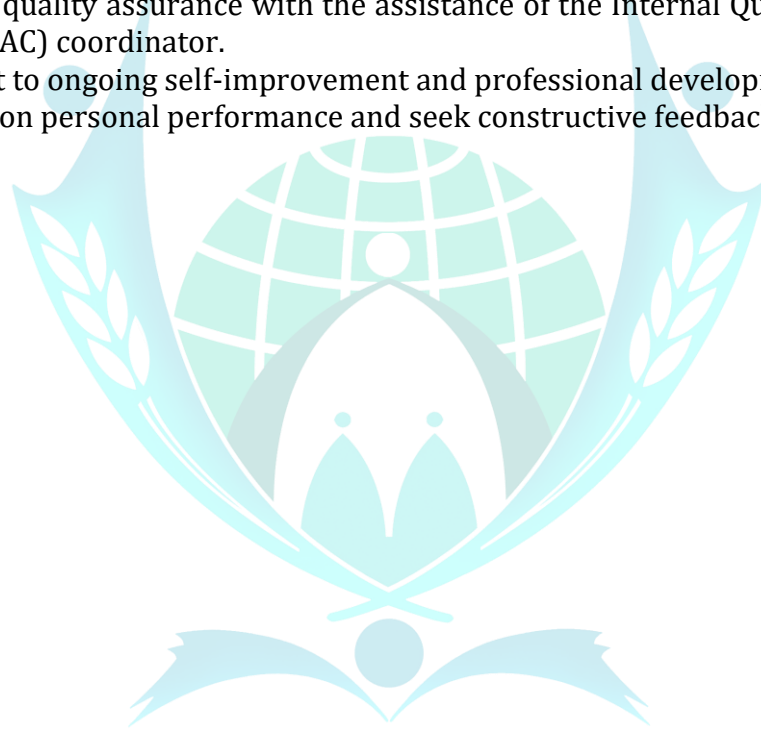 quality assurance with the assistance of the Internal Qu
AC) coordinator.
t to ongoing self-improvement and professional develop
on personal performance and seek constructive feedbac